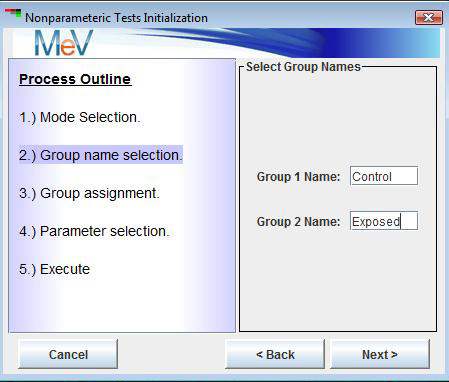 Nonparameteric Tests Initialization
MeV
Process Outline
1.) Mode Selection.
2.) Group name selection.
3.) Group assignment.
4.) Parameter selection.
5.) Execute
Select Group Names
Group 1 Name: Control
Group 2 Name: Exposed
Cancel
< Back
Next >